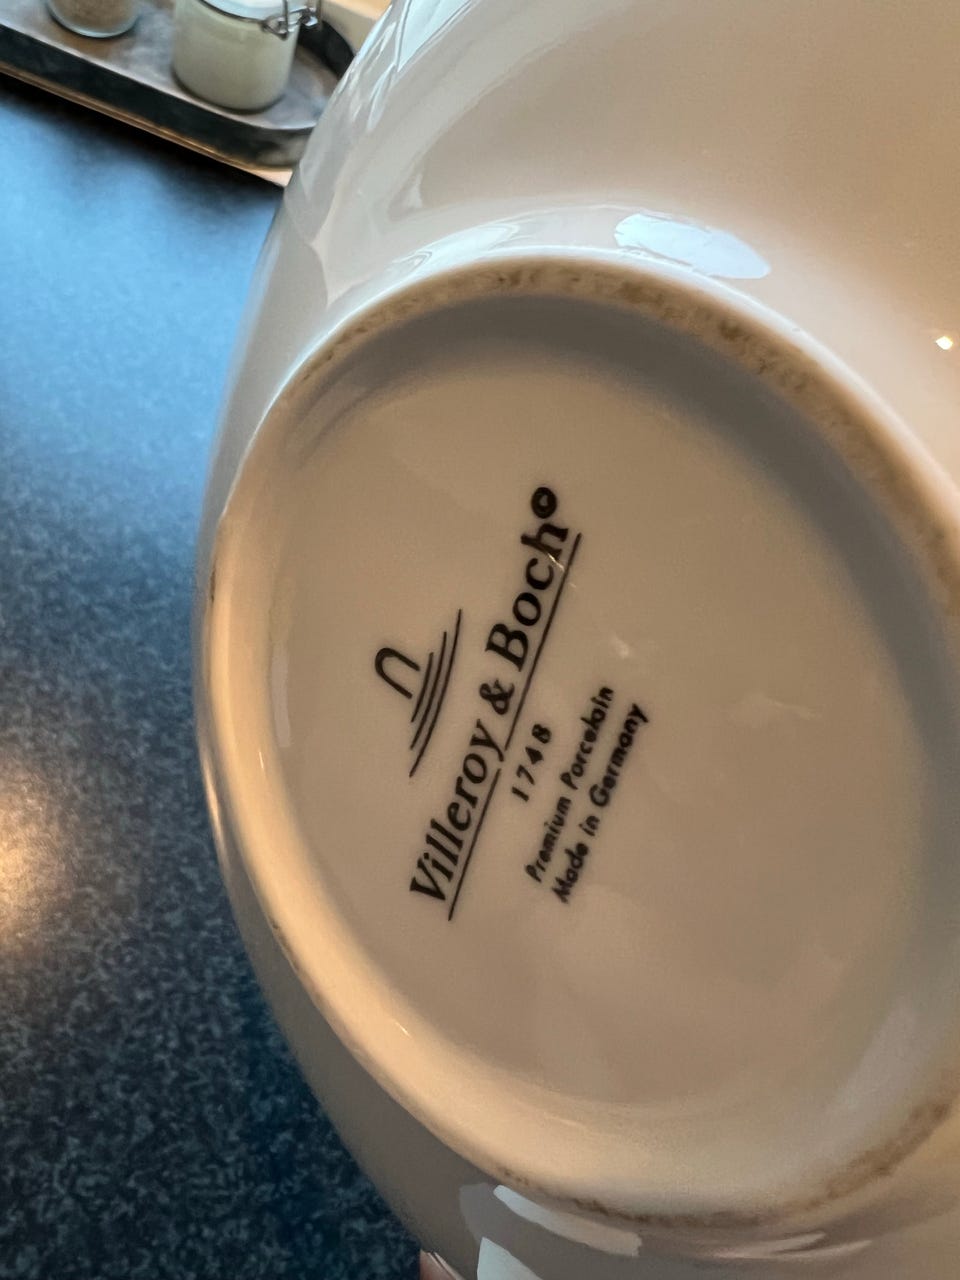 Villeroy & Boch©
1748
Premium Porcelain
Made in Germany